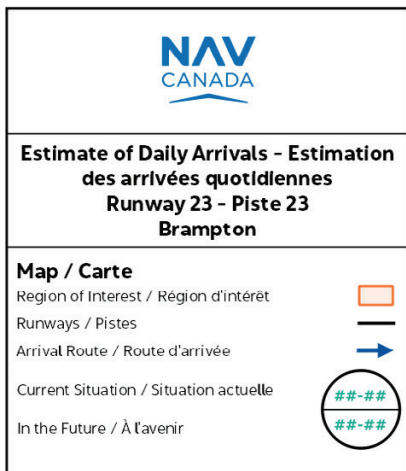 NAV
CANADA
Estimate of Daily Arrivals - Estimation
des arrivées quotidiennes
Runway 23 - Piste 23
Brampton
Map / Carte
Region of Interest / Région d'intérêt
Runways / Pistes
Arrival Route / Route d'arrivée
Current Situation / Situation actuelle
##-##
In the Future / À l'avenir
##-##